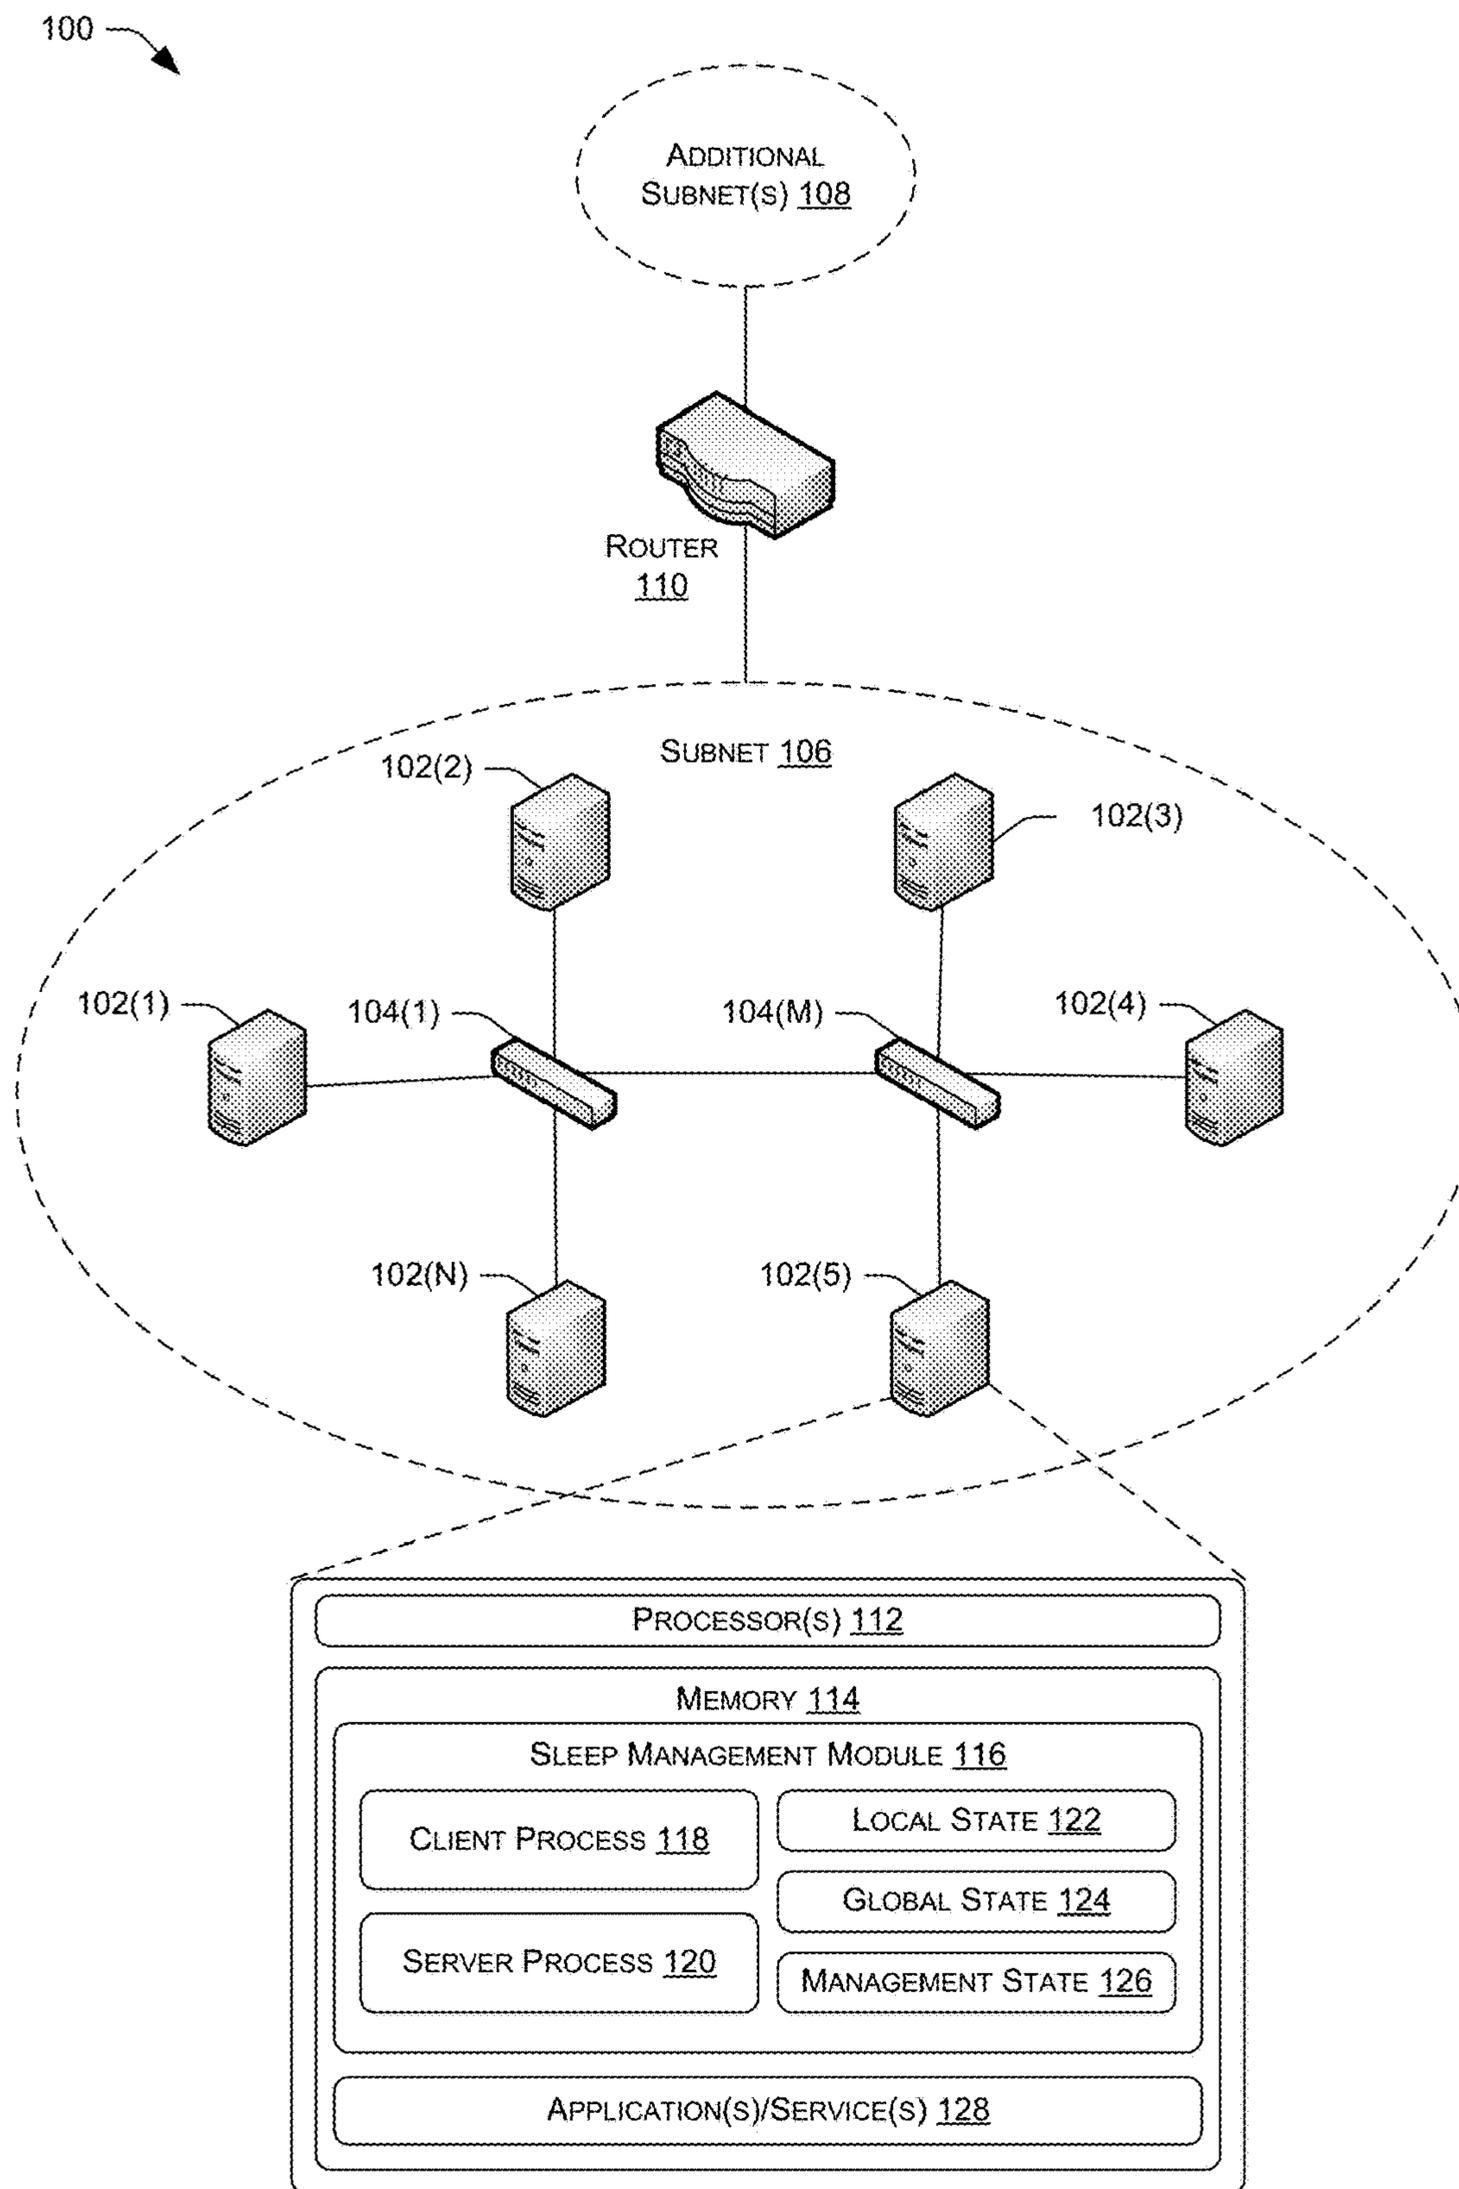 100
ADDITIONAL
SUBNET(S) 108
ROUTER
110
SUBNET 106
102(2)
102(3)
102(1)
104(1)
104(M)
102(4)
102(N)
102(5)
PROCESSOR(S) 112
MEMORY 114
SLEEP MANAGEMENT MODULE 116
CLIENT PROCESS 118
LOCAL STATE 122
GLOBAL STATE 124
SERVER PROCESS 120
MANAGEMENT STATE 126
APPLICATION(S)/SERVICE(S) 128